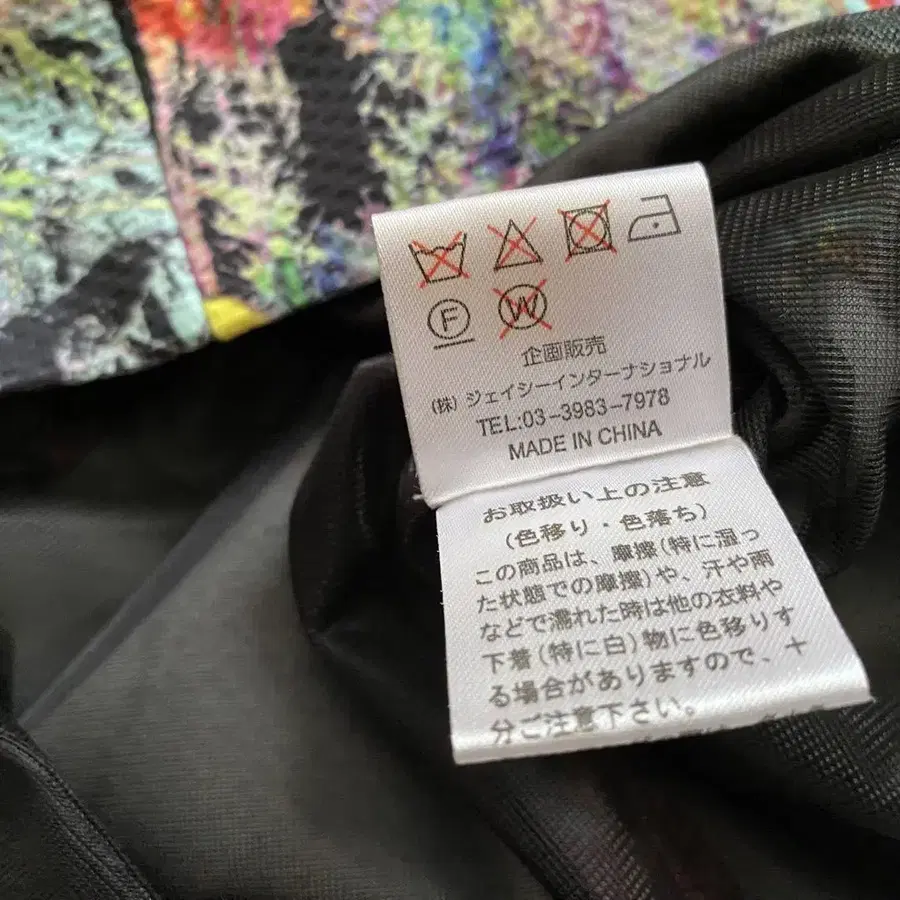 F W
企画販売
(株) ジェイシーインターナショナル
TEL:03-3983-7978
MADE IN CHINA
お取扱い上の注意
(色移り・色落ち)
この商品は、摩擦(特に湿っ
た状態での摩擦)や、汗や雨
などで濡れた時は他の衣料や
下着(特に白)物に色移りす
る場合がありますので、十
分ご注意下さい。